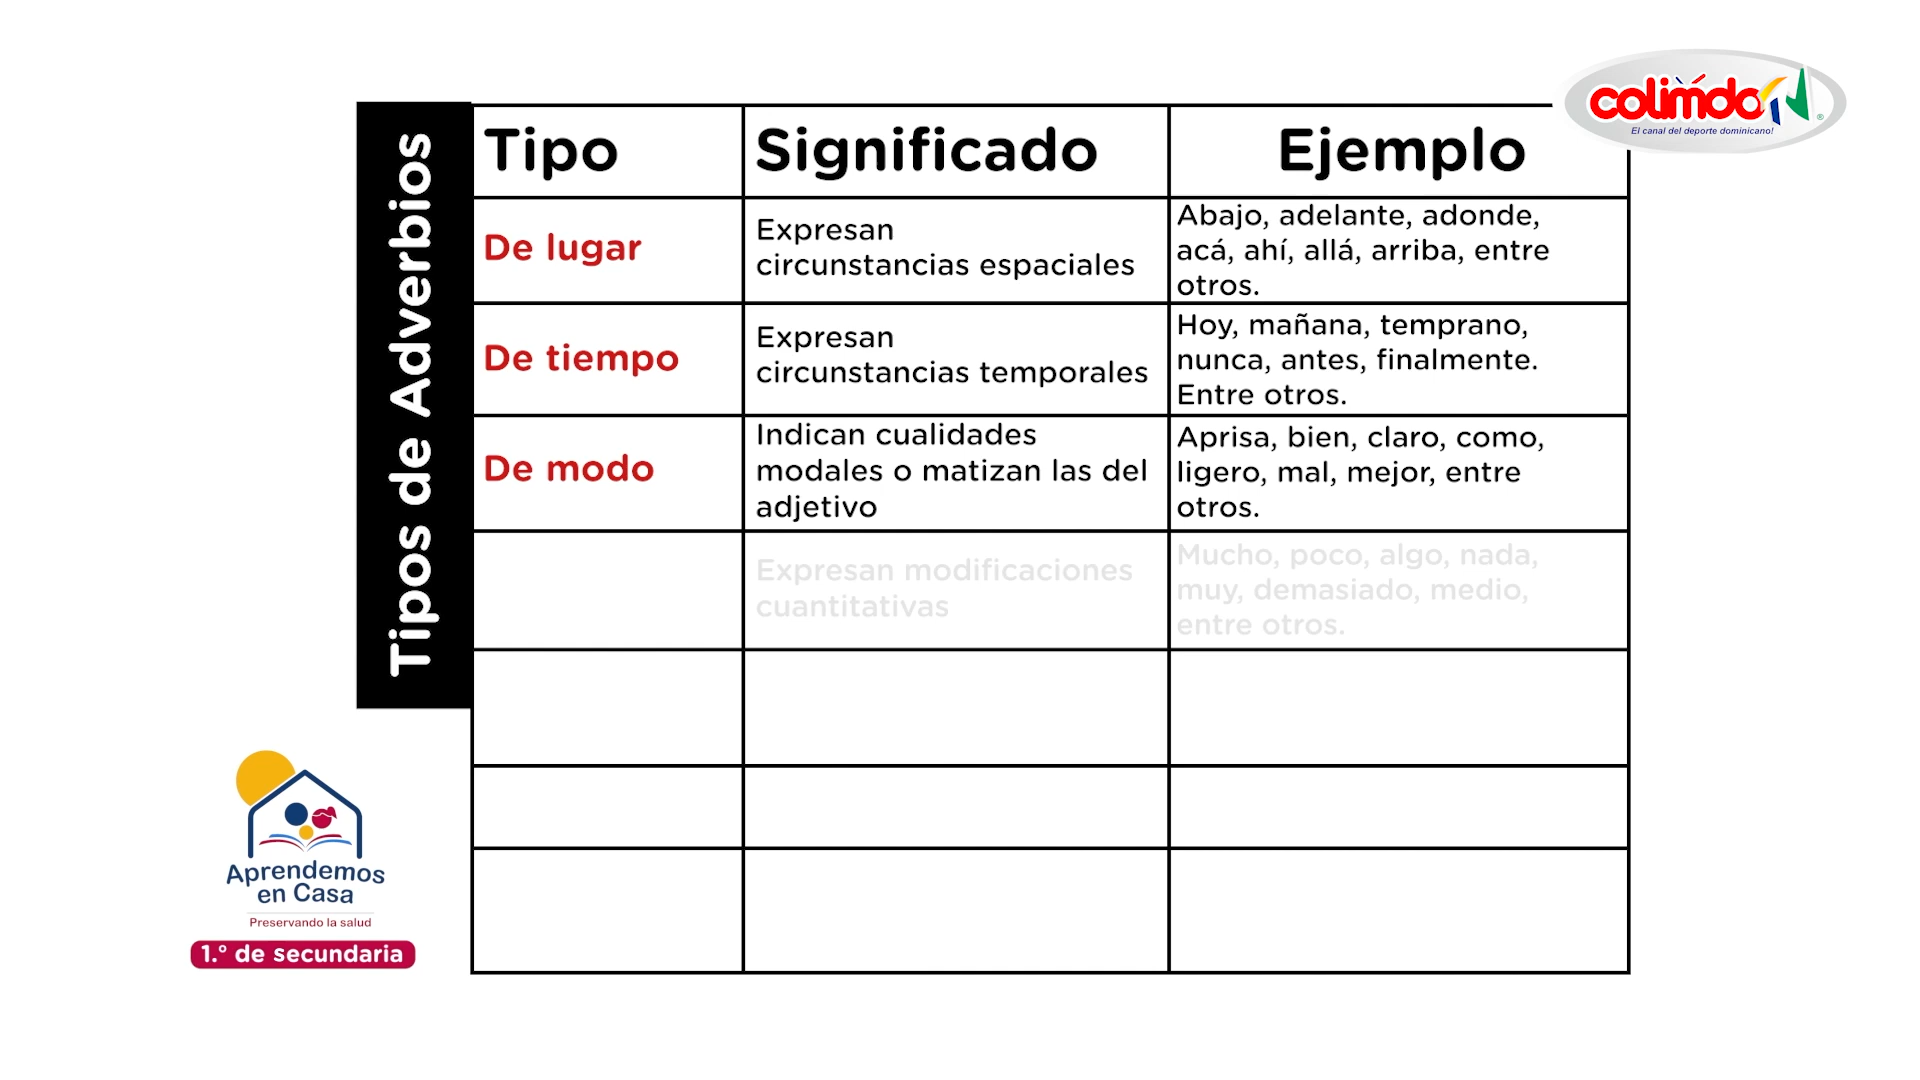 Tipos de Adverbios
Tipo
Significado
Ejemplo
De lugar
Expresan
circunstancias espaciales
Abajo, adelante, adonde,
acá, ahí, allá, arriba, entre
otros.
De tiempo
Expresan
circunstancias temporales
Hoy, mañana, temprano,
nunca, antes, finalmente.
Entre otros.
De modo
Indican cualidades
modales o matizan las del
adjetivo
Aprisa, bien, claro, como,
ligero, mal, mejor, entre
otros.
Expresan modificaciones
cuantitativas
Mucho, poco, algo, nada,
muy, demasiado, medio,
entre otros.
colimdo TV ®
El canal del deporte dominicano!
Aprendemos
en Casa
Preservando la salud
1.° de secundaria